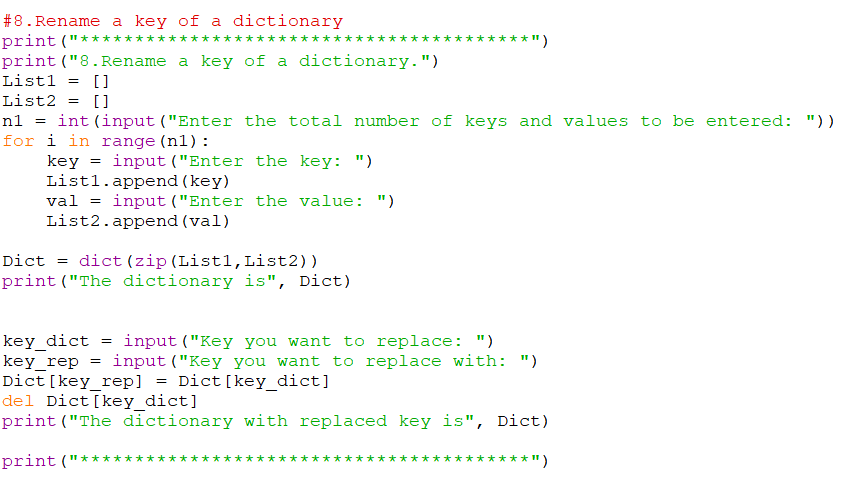 #8.Rename a key of a dictionary
print("*****************************************")
print("8.Rename a key of a dictionary.")
List1 = []
List2 = []
n1 = int(input("Enter the total number of keys and values to be entered: "))
for i in range(n1):
    key = input("Enter the key: ")
    List1.append(key)
    val = input("Enter the value: ")
    List2.append(val)

Dict = dict(zip(List1,List2))
print("The dictionary is", Dict)


key_dict = input("Key you want to replace: ")
key_rep = input("Key you want to replace with: ")
Dict[key_rep] = Dict[key_dict]
del Dict[key_dict]
print("The dictionary with replaced key is", Dict)

print("*****************************************")